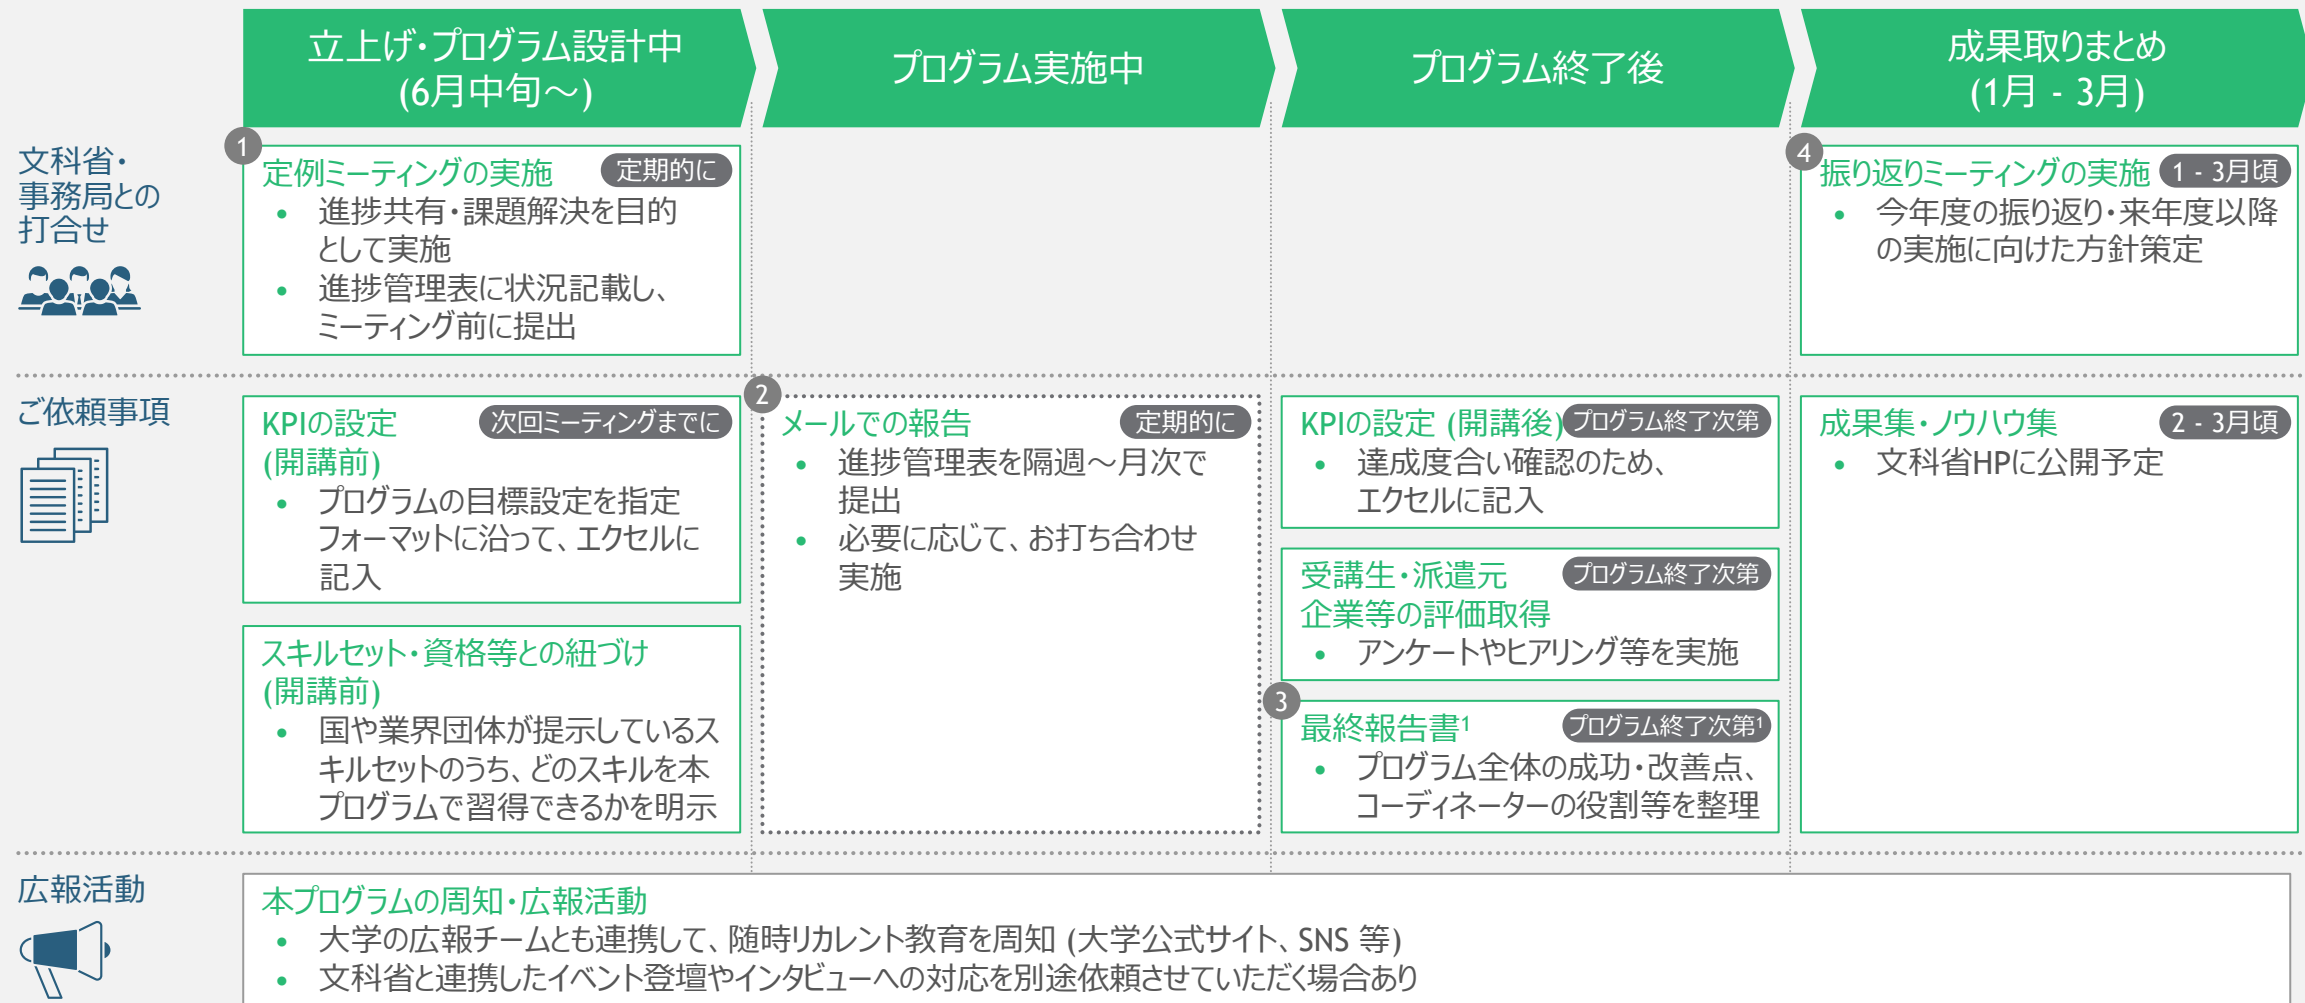 立上げ・プログラム設計中
(6月中旬～)
プログラム実施中
プログラム終了後
成果取りまとめ
(1月 - 3月)
文科省・
事務局との
打合せ
1
定例ミーティングの実施 定期的に
• 進捗共有・課題解決を目的
として実施
• 進捗管理表に状況記載し、
ミーティング前に提出
4
振り返りミーティングの実施 1 - 3月頃
• 今年度の振り返り・来年度以降
の実施に向けた方針策定
ご依頼事項
KPIの設定 次回ミーティングまでに
(開講前)
• プログラムの目標設定を指定
フォーマットに沿って、エクセルに
記入
スキルセット・資格等との紐づけ
(開講前)
• 国や業界団体が提示しているス
キルセットのうち、どのスキルを本
プログラムで習得できるかを明示
2
メールでの報告 定期的に
• 進捗管理表を隔週～月次で
提出
• 必要に応じて、お打ち合わせ
実施
KPIの設定 (開講後) プログラム終了次第
• 達成度合い確認のため、
エクセルに記入
受講生・派遣元 プログラム終了次第
企業等の評価取得
• アンケートやヒアリング等を実施
3
最終報告書¹ プログラム終了次第¹
• プログラム全体の成功・改善点、
コーディネーターの役割等を整理
成果集・ノウハウ集 2 - 3月頃
• 文科省HPに公開予定
広報活動
本プログラムの周知・広報活動
• 大学の広報チームとも連携して、随時リカレント教育を周知 (大学公式サイト、SNS 等)
• 文科省と連携したイベント登壇やインタビューへの対応を別途依頼させていただく場合あり